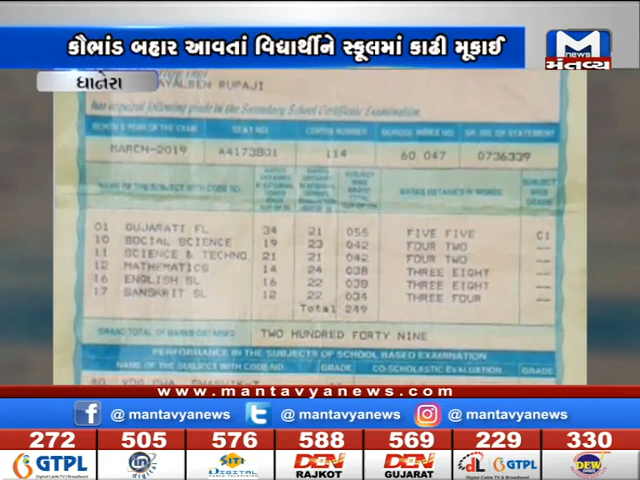 કૌભાંડ બહાર આવતાં વિદ્યાર્થીને સ્કૂલમાં કાઢી મૂકાઈ
news
મંતવ્ય
ધાનેરા
RUPAJI
has acquired following grade in the Secondary School Certificate Examination.
MONTH & YEAR OF THE EXAM SEAT NO. CENTRE NUMBER SCHOOL INDEX NO SR. NO. OF STATEMENT
MARCH-2019 A4173801 114 60 047 0736339
NAME OF THE SUBJECT WITH CODE NO. MARKS OBTAINED IN WORDS SUBJECT WISE GRADE
01 GUJARATI FL 34 21 055 FIVE FIVE C1
10 SOCIAL SCIENCE 19 23 042 FOUR TWO --
11 SCIENCE & TECHNO. 21 21 042 FOUR TWO --
12 MATHEMATICS 14 24 038 THREE EIGHT --
16 ENGLISH SL 16 22 038 THREE EIGHT --
17 SANSKRIT SL 12 22 034 THREE FOUR --
Total 249
GRAND TOTAL OF MARKS OBTAINED TWO HUNDRED FORTY NINE
PERFORMANCE IN THE SUBJECTS OF SCHOOL BASED EXAMINATION
NAME OF THE SUBJECT WITH CODE-NO. GRADE CO-SCHOLASTIC EVALUATION GRADE
www.mantavyanews.com
@mantavyanews @mantavyanews @mantavyanews
272 505 576 588 569 229 330
GTPL in digital SITI DIGITAL DEN RAJKOT DEN GUJARAT dL GTPL DEW